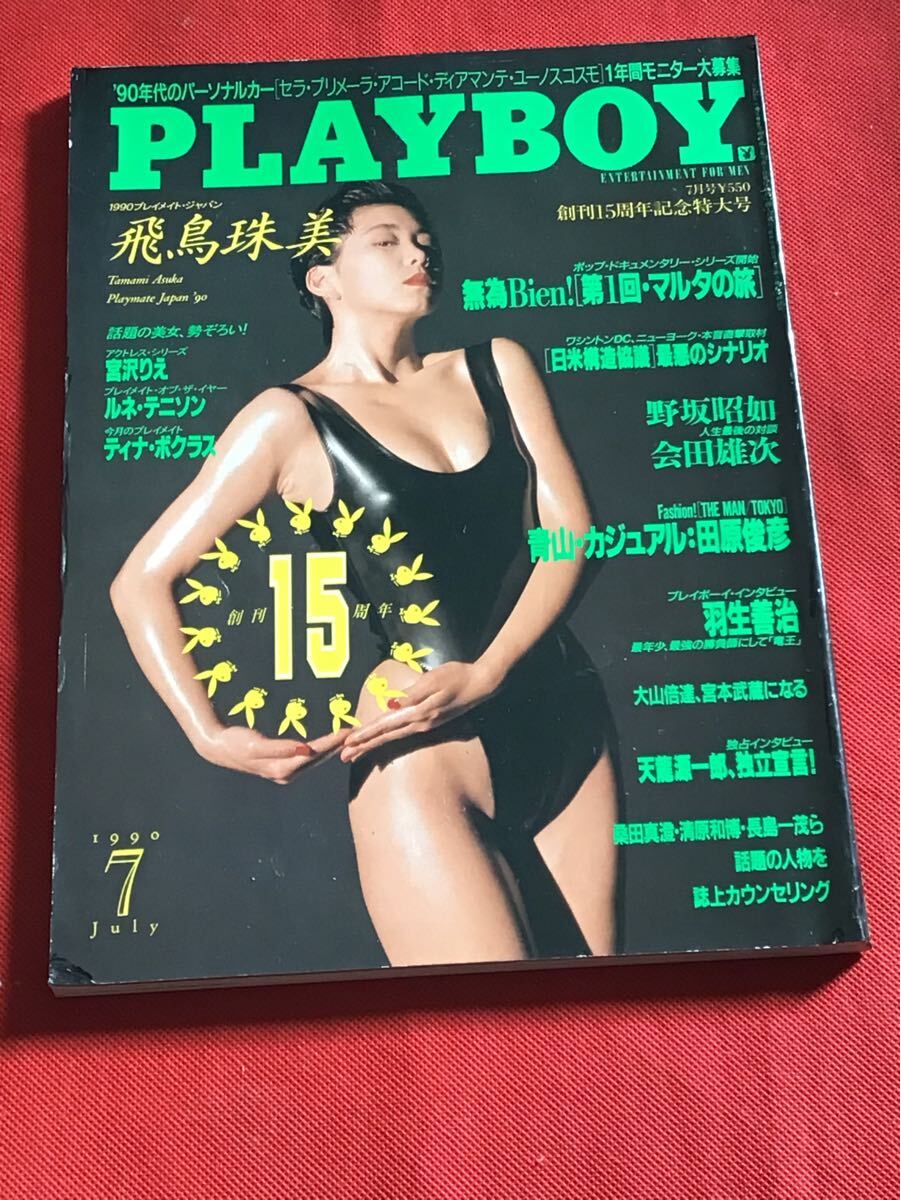 '90年代のパーソナルカー[セラ・プリメーラ・アコード・ディアマンテ・ユーノスコスモ]1年間モニター大募集
PLAYBOY
ENTERTAINMENT FOR MEN
7月号¥550
創刊15周年記念特大号
1990プレイメイト・ジャパン
飛鳥珠美
Tamami Asuka
Playmate Japan '90
話題の美女、勢ぞろい!
アクトレス・シリーズ
宮沢りえ
プレイメイト・オブ・ザ・イヤー
ルネ・テニソン
今月のプレイメイト
ティナ・ボクラス
ポップ・ドキュメンタリー・シリーズ開始
無為Bien![第1回・マルタの旅]
ワシントンDC、ニューヨーク・本音直撃取材
[日米構造協議]最悪のシナリオ
野坂昭如
人生最後の対談
会田雄次
Fashion![THE MAN/TOKYO]
青山・カジュアル:田原俊彦
プレイボーイ・インタビュー
羽生善治
最年少、最強の勝負師にして「竜王」
大山倍達、宮本武蔵になる
独占インタビュー
天龍源一郎、独立宣言!
桑田真澄・清原和博・長島一茂ら
話題の人物を
誌上カウンセリング
創刊15周年
1990
7
July